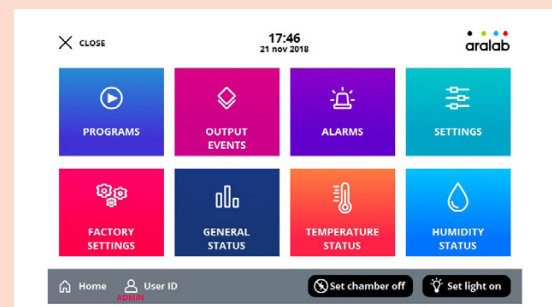 CLOSE
17:46
21 nov 2018
aralab
PROGRAMS
OUTPUT
EVENTS
ALARMS
SETTINGS
FACTORY
SETTINGS
GENERAL
STATUS
TEMPERATURE
STATUS
HUMIDITY
STATUS
Home
User ID
ADMIN
Set chamber off
Set light on